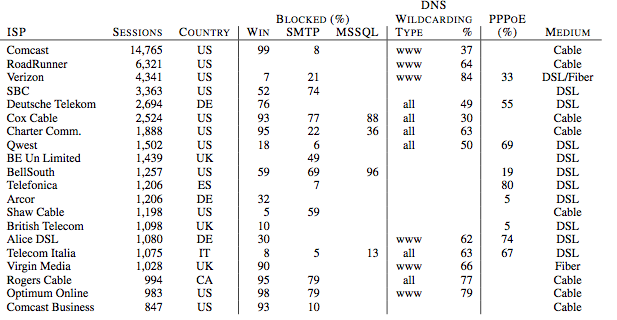 DNS
BLOCKED (%) WILDCARDING PPPOE
ISP SESSIONS COUNTRY WIN SMTP MSSQL TYPE % (%) MEDIUM
Comcast 14,765 US 99 8 www 37 Cable
RoadRunner 6,321 US www 64 Cable
Verizon 4,341 US 7 21 www 84 33 DSL/Fiber
SBC 3,363 US 52 74 DSL
Deutsche Telekom 2,694 DE 76 all 49 55 DSL
Cox Cable 2,524 US 93 77 88 all 30 Cable
Charter Comm. 1,888 US 95 22 36 all 63 Cable
Qwest 1,502 US 18 6 all 50 69 DSL
BE Un Limited 1,439 UK 49 DSL
BellSouth 1,257 US 59 69 96 19 DSL
Telefonica 1,206 ES 7 80 DSL
Arcor 1,206 DE 32 5 DSL
Shaw Cable 1,198 US 5 59 Cable
British Telecom 1,098 UK 10 5 DSL
Alice DSL 1,080 DE 30 www 62 74 DSL
Telecom Italia 1,075 IT 8 5 13 all 63 67 DSL
Virgin Media 1,028 UK 90 www 66 Fiber
Rogers Cable 994 CA 95 79 all 77 Cable
Optimum Online 983 US 98 79 www 79 Cable
Comcast Business 847 US 93 10 Cable